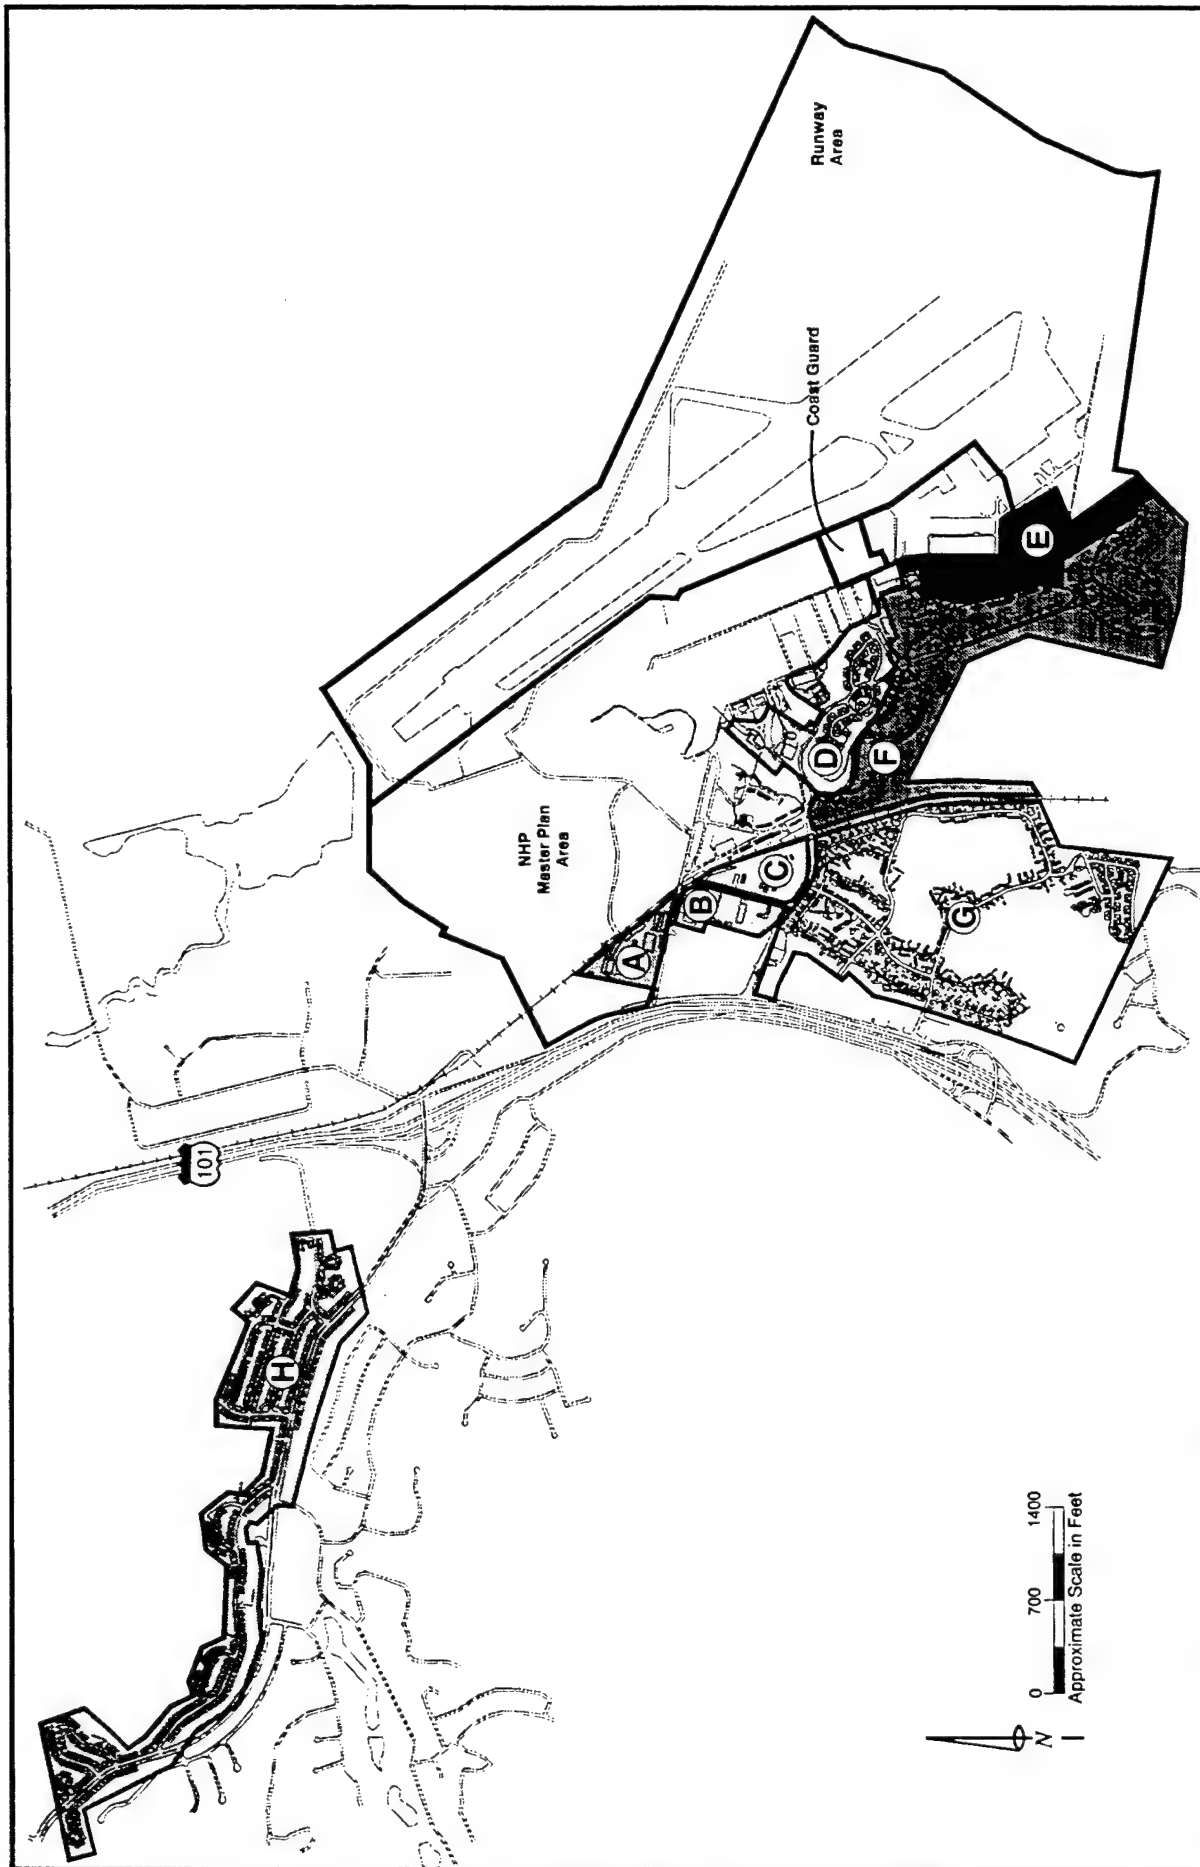 Runway
Area
Coast Guard
NHP
Master Plan
Area
101
A
B
C
D
E
F
G
H
0 700 1400
Approximate Scale in Feet
N